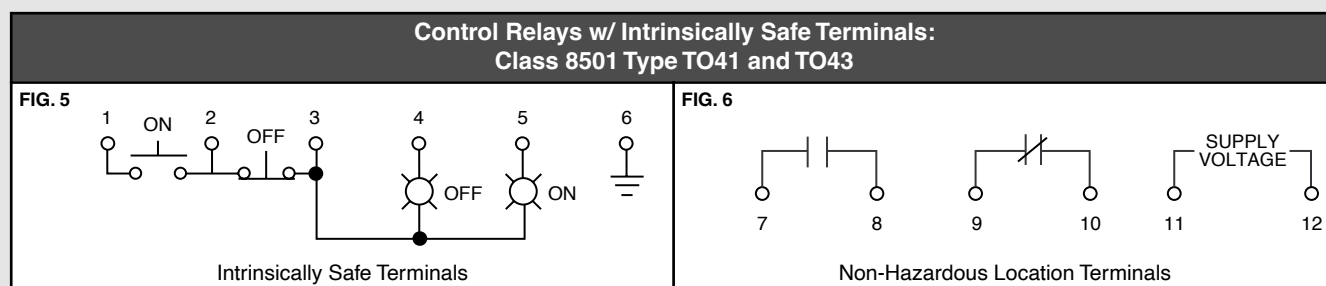 Control Relays w/ Intrinsically Safe Terminals:
Class 8501 Type TO41 and TO43
FIG. 5
1 ON 2 OFF 3 4 5 6
OFF ON
Intrinsically Safe Terminals
FIG. 6
SUPPLY
VOLTAGE
7 8 9 10 11 12
Non-Hazardous Location Terminals